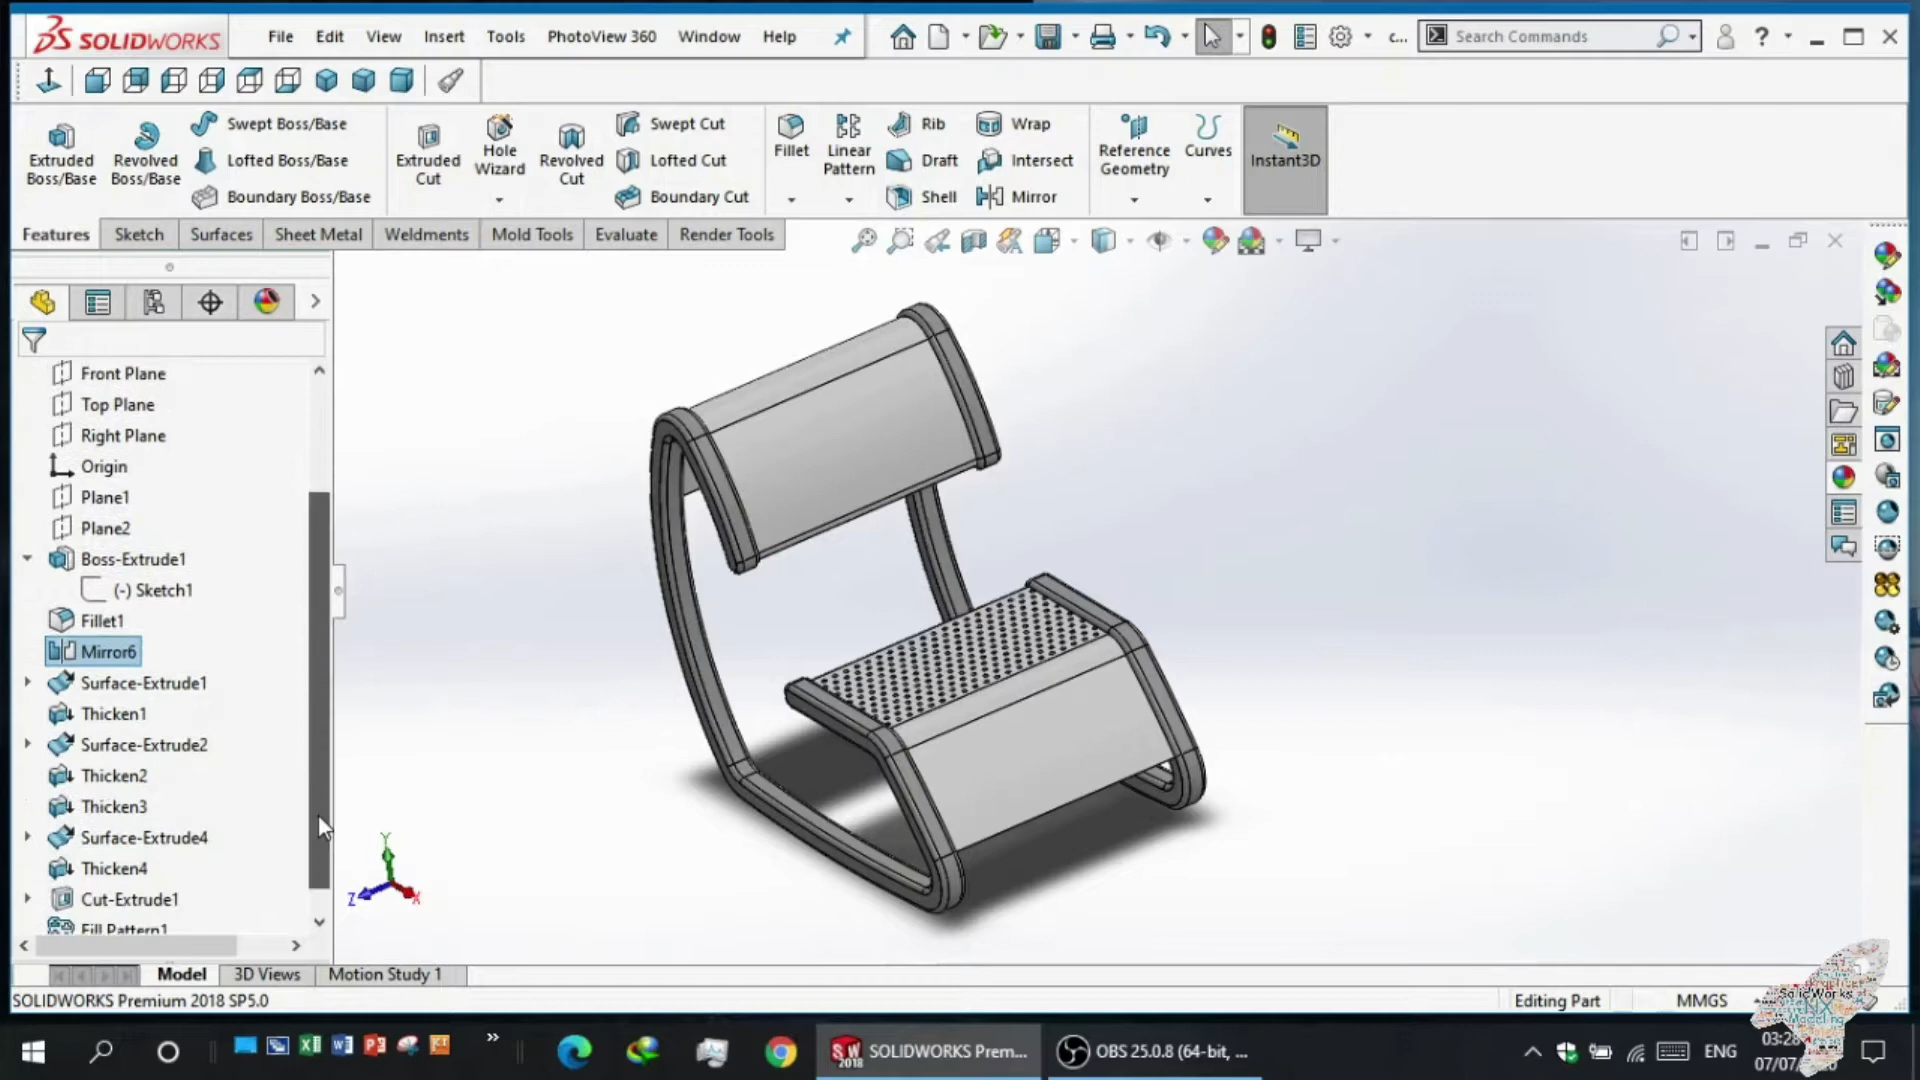 SOLIDWORKS File Edit View Insert Tools PhotoView 360 Window Help c... Search Commands ?
Extruded Boss/Base
Revolved Boss/Base
Swept Boss/Base
Lofted Boss/Base
Boundary Boss/Base
Extruded Cut
Hole Wizard
Revolved Cut
Swept Cut
Lofted Cut
Boundary Cut
Fillet
Linear Pattern
Rib
Draft
Shell
Wrap
Intersect
Mirror
Reference Geometry
Curves
Instant3D
Features Sketch Surfaces Sheet Metal Weldments Mold Tools Evaluate Render Tools
Front Plane
Top Plane
Right Plane
Origin
Plane1
Plane2
Boss-Extrude1
(-) Sketch1
Fillet1
Mirror6
Surface-Extrude1
Thicken1
Surface-Extrude2
Thicken2
Thicken3
Surface-Extrude4
Thicken4
Cut-Extrude1
Fill Pattern1
Y
Z
X
Model 3D Views Motion Study 1
SOLIDWORKS Premium 2018 SP5.0 Editing Part MMGS
SolidWorks
NX
Modeling
SOLIDWORKS Prem... OBS 25.0.8 (64-bit, ... ENG